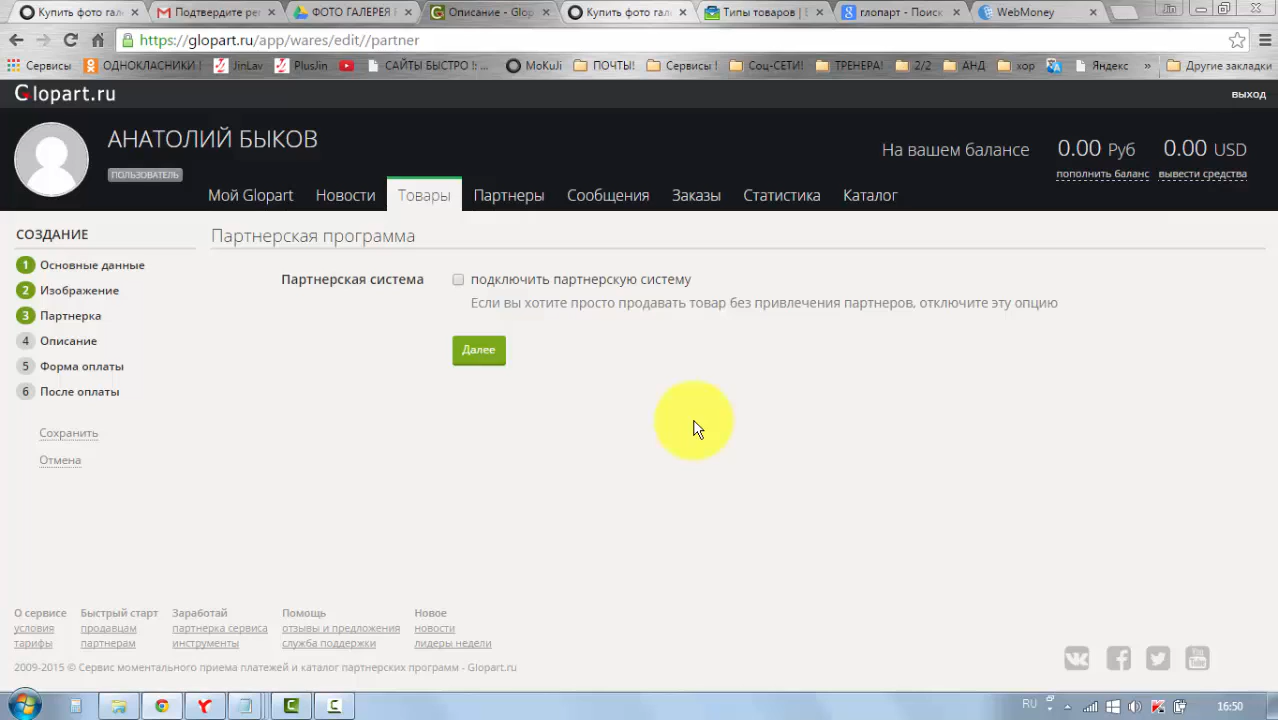 Купить фото гал
Подтвердите рег
ФОТО ГАЛЕРЕЯ
Описание - Glop
Купить фото гал
Типы товаров | Е
глопарт - Поиск
WebMoney
https://glopart.ru/app/wares/edit//partner
Сервисы
ОДНОКЛАСНИКИ
JinLav
PlusJin
САЙТЫ БЫСТРО !: ...
MoKuJi
ПОЧТЫ!
Сервисы !
Соц-СЕТИ!
ТРЕНЕРА!
2/2
АНД
хор
Яндекс
»
Другие закладки
Glopart.ru
выход
АНАТОЛИЙ БЫКОВ
ПОЛЬЗОВАТЕЛЬ
На вашем балансе
0.00 Руб
0.00 USD
пополнить баланс
вывести средства
Мой Glopart
Новости
Товары
Партнеры
Сообщения
Заказы
Статистика
Каталог
СОЗДАНИЕ
1 Основные данные
2 Изображение
3 Партнерка
4 Описание
5 Форма оплаты
6 После оплаты
Сохранить
Отмена
Партнерская программа
Партнерская система
подключить партнерскую систему
Если вы хотите просто продавать товар без привлечения партнеров, отключите эту опцию
Далее
О сервисе
условия
тарифы
Быстрый старт
продавцам
партнерам
Заработай
партнерка сервиса
инструменты
Помощь
отзывы и предложения
служба поддержки
Новое
новости
лидеры недели
2009-2015 © Сервис моментального приема платежей и каталог партнерских программ - Glopart.ru
RU
16:50